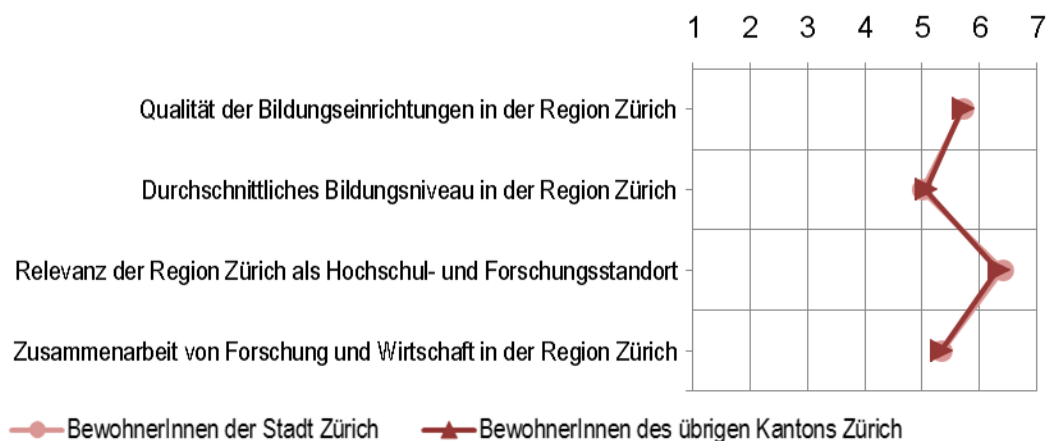 1 2 3 4 5 6 7
Qualität der Bildungseinrichtungen in der Region Zürich
Durchschnittliches Bildungsniveau in der Region Zürich
Relevanz der Region Zürich als Hochschul- und Forschungsstandort
Zusammenarbeit von Forschung und Wirtschaft in der Region Zürich
BewohnerInnen der Stadt Zürich BewohnerInnen des übrigen Kantons Zürich